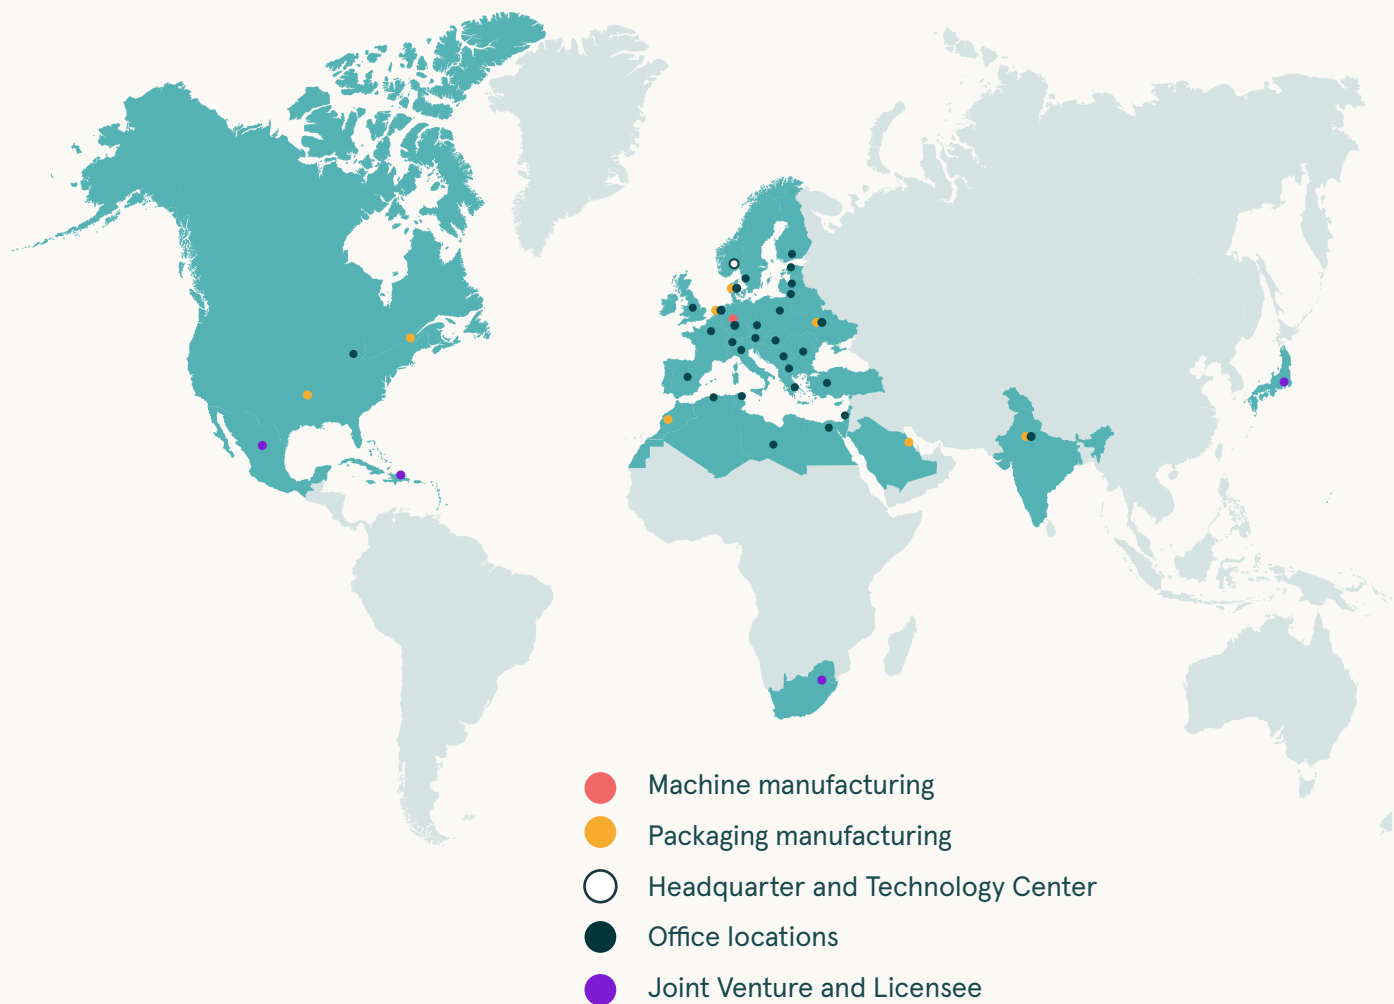 Machine manufacturing
Packaging manufacturing
Headquarter and Technology Center
Office locations
Joint Venture and Licensee